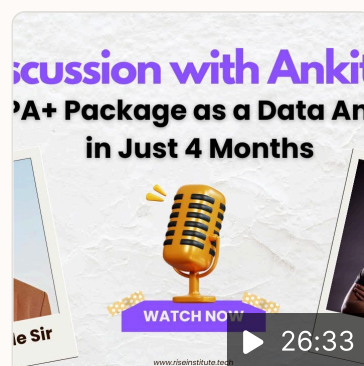 scussion with Ankit
PA+ Package as a Data An
in Just 4 Months
WATCH NOW
le Sir
26:33
www.riseinstitute.tech